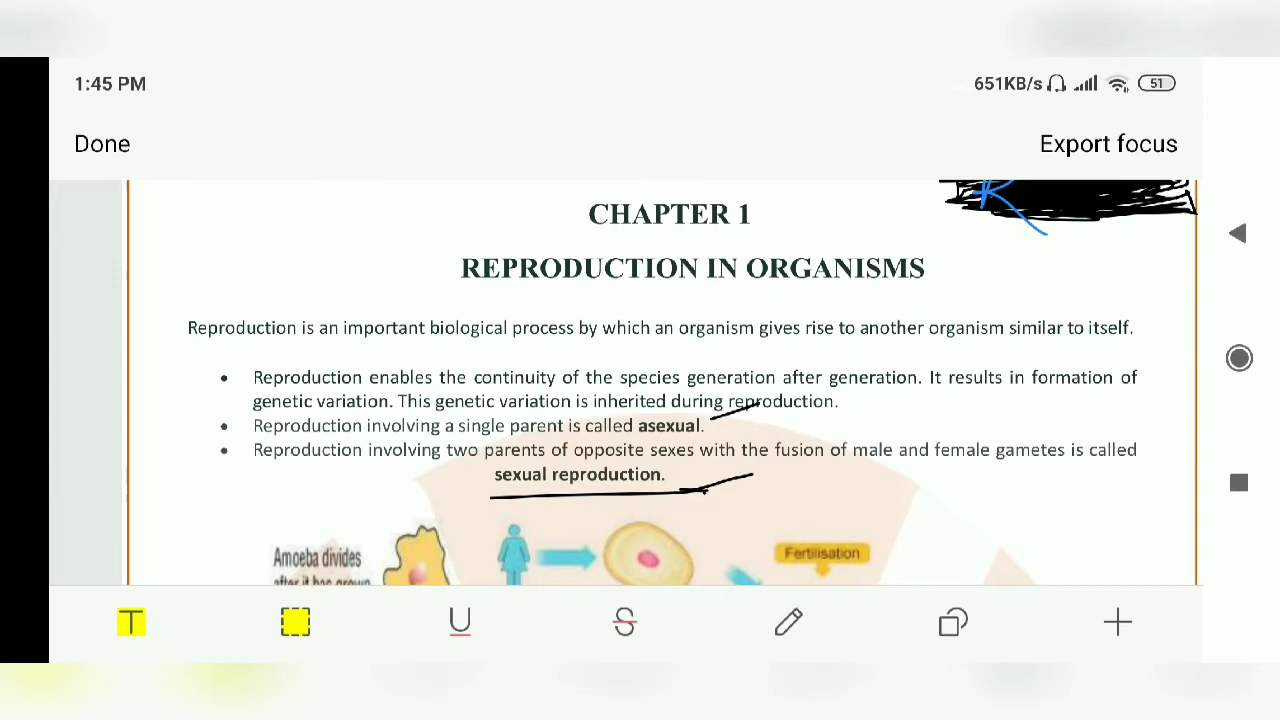 1:45 PM
651KB/s
51
Done
Export focus
CHAPTER 1
REPRODUCTION IN ORGANISMS
Reproduction is an important biological process by which an organism gives rise to another organism similar to itself.
• Reproduction enables the continuity of the species generation after generation. It results in formation of
genetic variation. This genetic variation is inherited during reproduction.
• Reproduction involving a single parent is called asexual.
• Reproduction involving two parents of opposite sexes with the fusion of male and female gametes is called
sexual reproduction.
Amoeba divides
after it has grown
Fertilisation
T
U
S